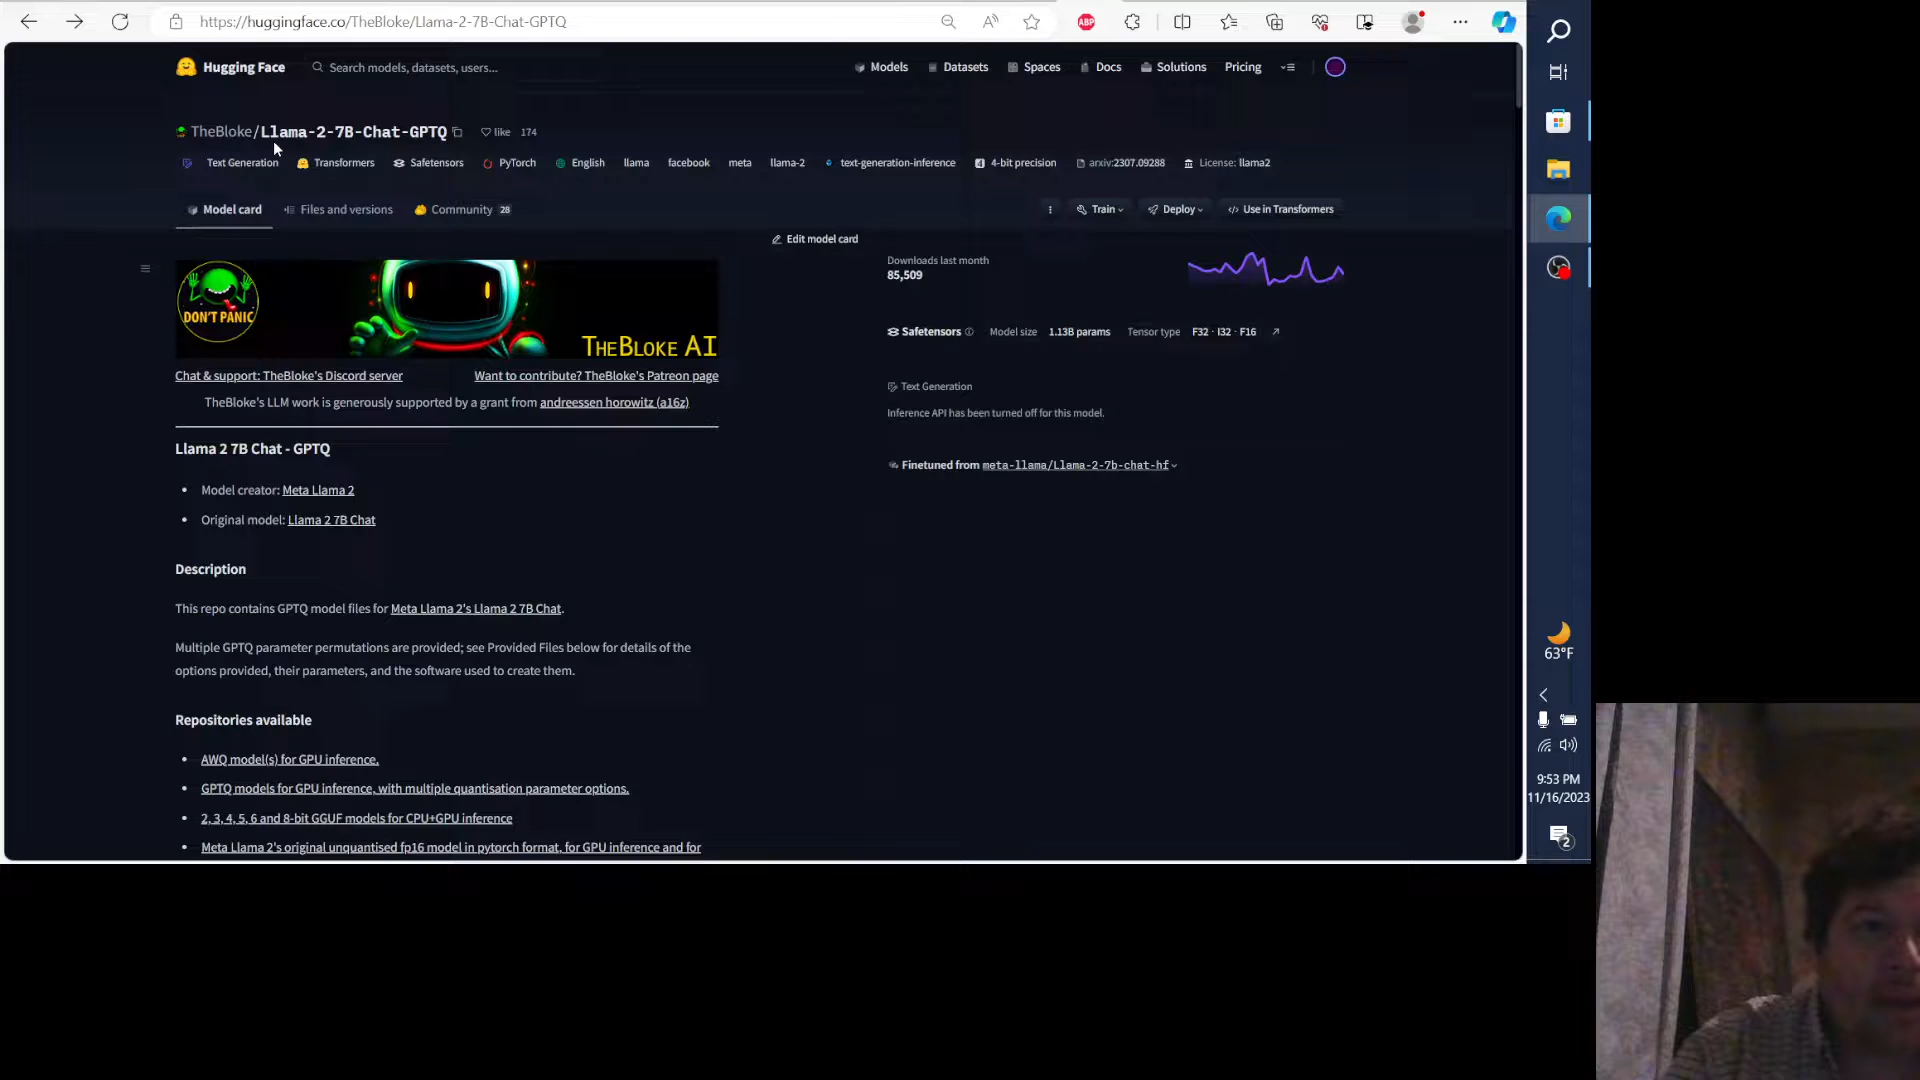 https://huggingface.co/TheBloke/Llama-2-7B-Chat-GPTQ
ABP
Hugging Face
Search models, datasets, users...
Models
Datasets
Spaces
Docs
Solutions
Pricing
TheBloke/Llama-2-7B-Chat-GPTQ
like 174
Text Generation
Transformers
Safetensors
PyTorch
English
llama
facebook
meta
llama-2
text-generation-inference
4-bit precision
arxiv:2307.09288
License: llama2
Model card
Files and versions
Community 28
Train
Deploy
Use in Transformers
Edit model card
Downloads last month
85,509
DON'T PANIC
THEBLOKE AI
Safetensors
Model size 1.13B params
Tensor type F32 · I32 · F16
Chat & support: TheBloke's Discord server
Want to contribute? TheBloke's Patreon page
TheBloke's LLM work is generously supported by a grant from andreessen horowitz (a16z)
Text Generation
Inference API has been turned off for this model.
Finetuned from meta-llama/Llama-2-7b-chat-hf
Llama 2 7B Chat - GPTQ
• Model creator: Meta Llama 2
• Original model: Llama 2 7B Chat
Description
This repo contains GPTQ model files for Meta Llama 2's Llama 2 7B Chat.
Multiple GPTQ parameter permutations are provided; see Provided Files below for details of the
options provided, their parameters, and the software used to create them.
Repositories available
• AWQ model(s) for GPU inference.
• GPTQ models for GPU inference, with multiple quantisation parameter options.
• 2, 3, 4, 5, 6 and 8-bit GGUF models for CPU+GPU inference
• Meta Llama 2's original unquantised fp16 model in pytorch format, for GPU inference and for
63°F
9:53 PM
11/16/2023
2